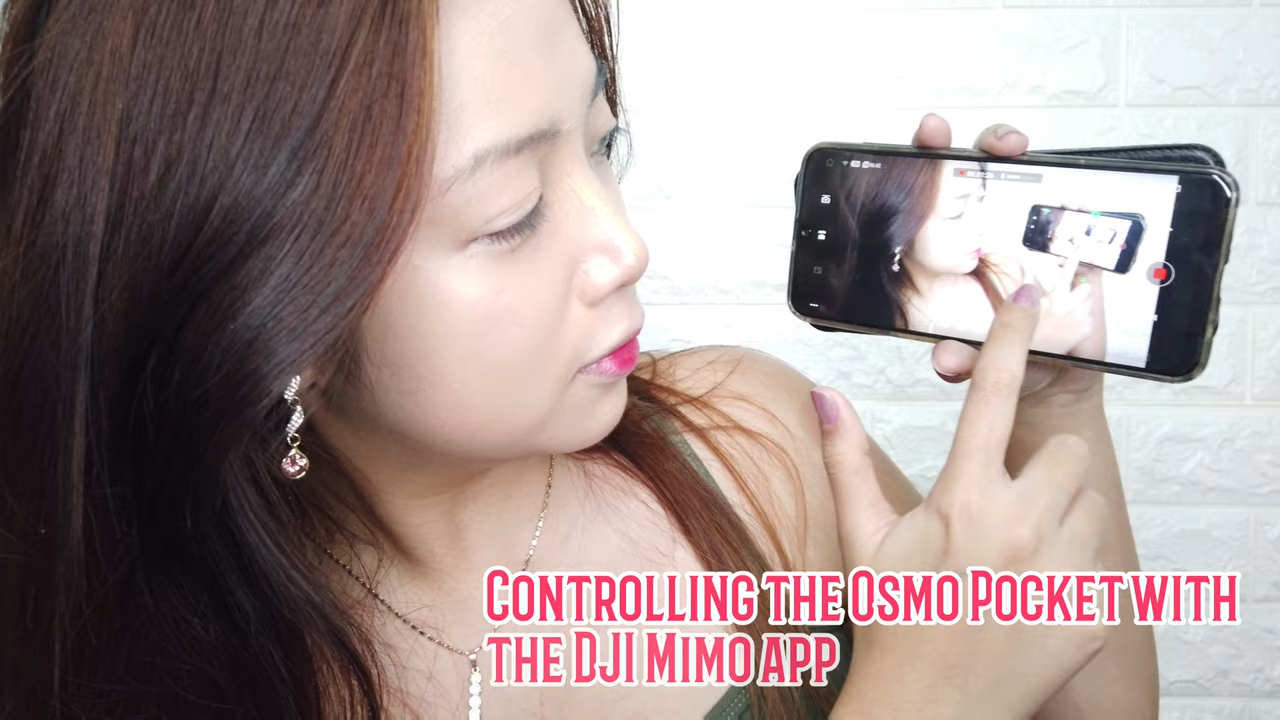 Controlling the Osmo Pocket with
the DJI Mimo app